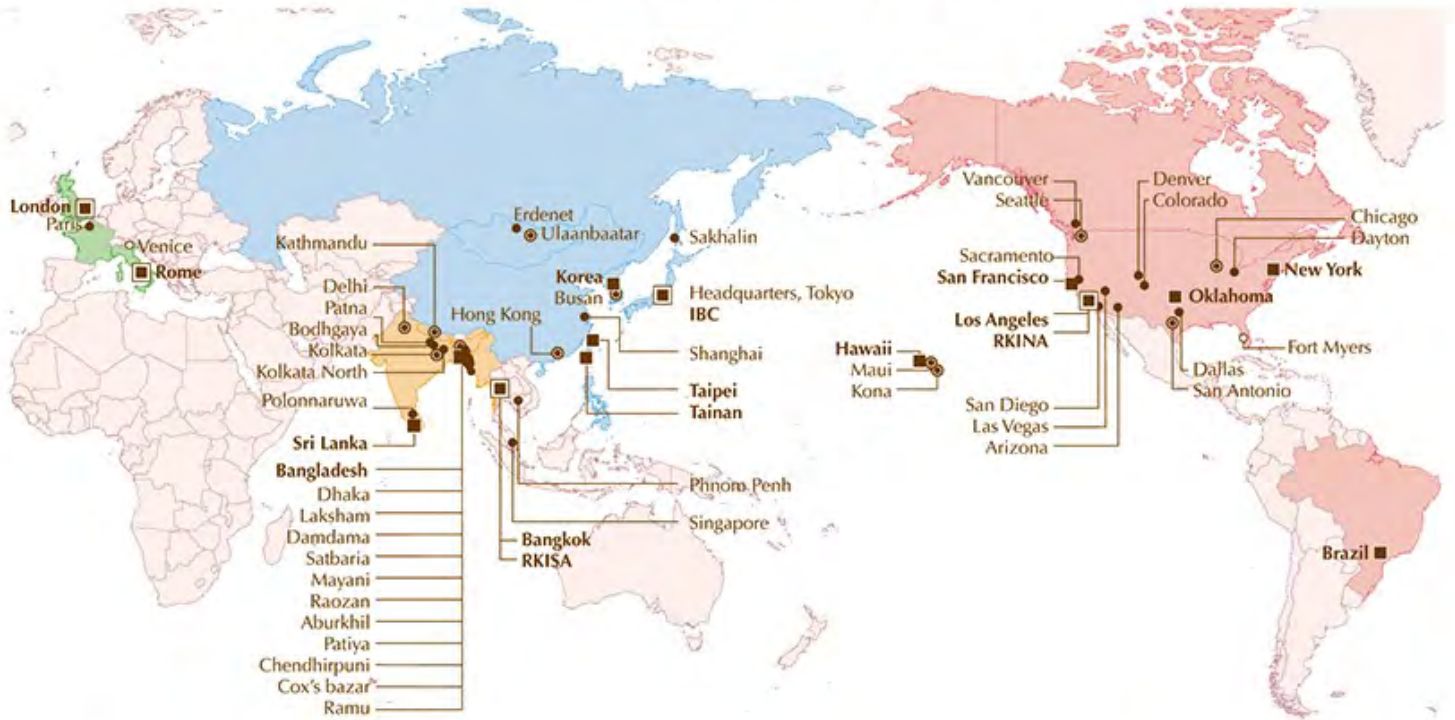 London
Paris
Venice
Rome
Kathmandu
Delhi
Patna
Bodhgaya
Kolkata
Kolkata North
Polonnaruwa
Sri Lanka
Bangladesh
Dhaka
Laksham
Damdama
Satbaria
Mayani
Raozan
Aburkhil
Patiya
Chendhirpuni
Cox's bazar
Ramu
Erdenet
Ulaanbaatar
Sakhalin
Korea
Busan
Headquarters, Tokyo
IBC
Hong Kong
Shanghai
Taipei
Tainan
Phnom Penh
Singapore
Bangkok
RKISA
Hawaii
Maui
Kona
Vancouver
Seattle
Denver
Colorado
Chicago
Dayton
Sacramento
San Francisco
New York
Oklahoma
Los Angeles
RKINA
Fort Myers
Dallas
San Antonio
San Diego
Las Vegas
Arizona
Brazil